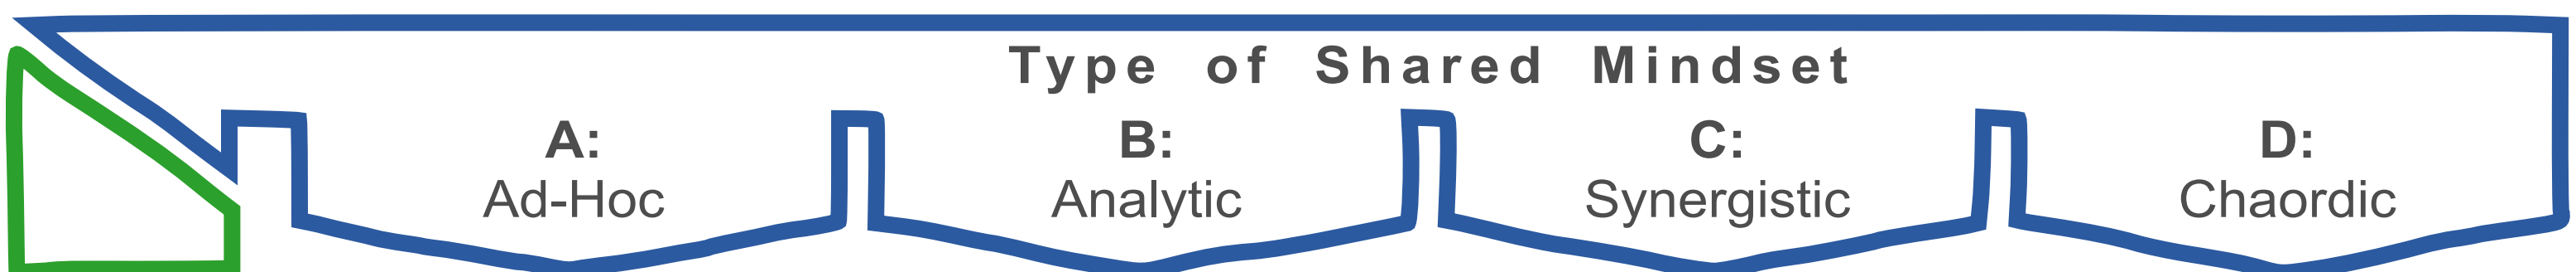 Type of Shared Mindset
A: B: C: D:
Ad-Hoc Analytic Synergistic Chaordic